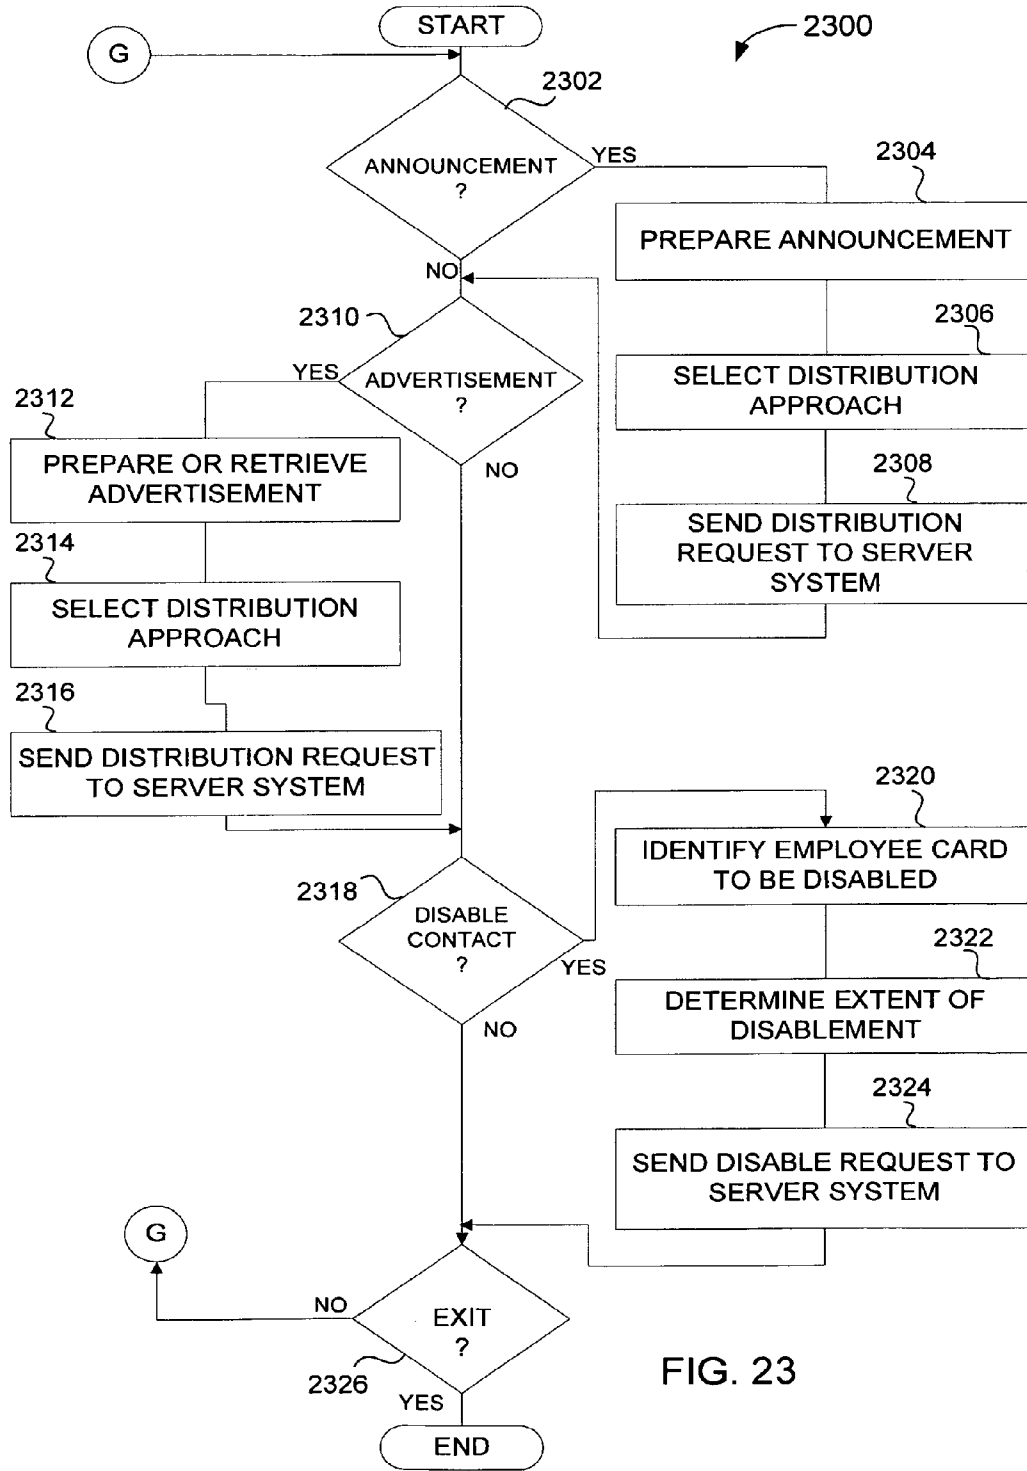 START
2300
G
2302
ANNOUNCEMENT
?
YES
2304
PREPARE ANNOUNCEMENT
NO
2306
SELECT DISTRIBUTION
APPROACH
2310
ADVERTISEMENT
?
YES
NO
2308
SEND DISTRIBUTION
REQUEST TO SERVER
SYSTEM
2312
PREPARE OR RETRIEVE
ADVERTISEMENT
2314
SELECT DISTRIBUTION
APPROACH
2316
SEND DISTRIBUTION REQUEST
TO SERVER SYSTEM
2318
DISABLE
CONTACT
?
YES
NO
2320
IDENTIFY EMPLOYEE CARD
TO BE DISABLED
2322
DETERMINE EXTENT OF
DISABLEMENT
2324
SEND DISABLE REQUEST TO
SERVER SYSTEM
G
NO
EXIT
?
2326
YES
END
FIG. 23